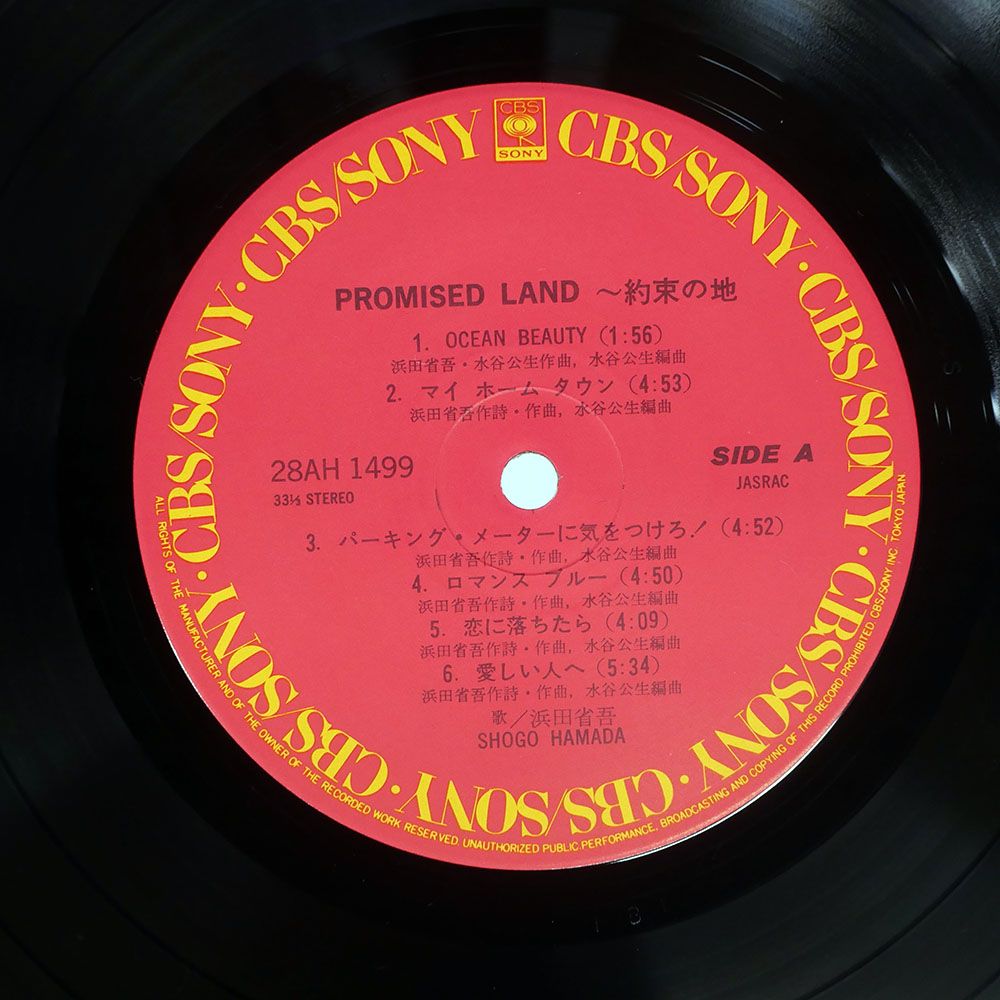 CBS
SONY
CBS/SONY · CBS/SONY · CBS/SONY · CBS/SONY · CBS/SONY · CBS/SONY · CBS/SONY · CBS/SONY · CBS/SONY
PROMISED LAND ～約束の地
1. OCEAN BEAUTY (1:56)
浜田省吾・水谷公生作曲, 水谷公生編曲
2. マイ ホーム タウン (4:53)
浜田省吾作詩・作曲, 水谷公生編曲
28AH 1499
33⅓ STEREO
SIDE A
JASRAC
3. パーキング・メーターに気をつけろ! (4:52)
浜田省吾作詩・作曲, 水谷公生編曲
4. ロマンス ブルー (4:50)
浜田省吾作詩・作曲, 水谷公生編曲
5. 恋に落ちたら (4:09)
浜田省吾作詩・作曲, 水谷公生編曲
6. 愛しい人へ (5:34)
浜田省吾作詩・作曲, 水谷公生編曲
歌／浜田省吾
SHOGO HAMADA
ALL RIGHTS OF THE MANUFACTURER AND OF THE OWNER OF THE RECORDED WORK RESERVED. UNAUTHORIZED PUBLIC PERFORMANCE, BROADCASTING AND COPYING OF THIS RECORD PROHIBITED. CBS/SONY INC. TOKYO JAPAN